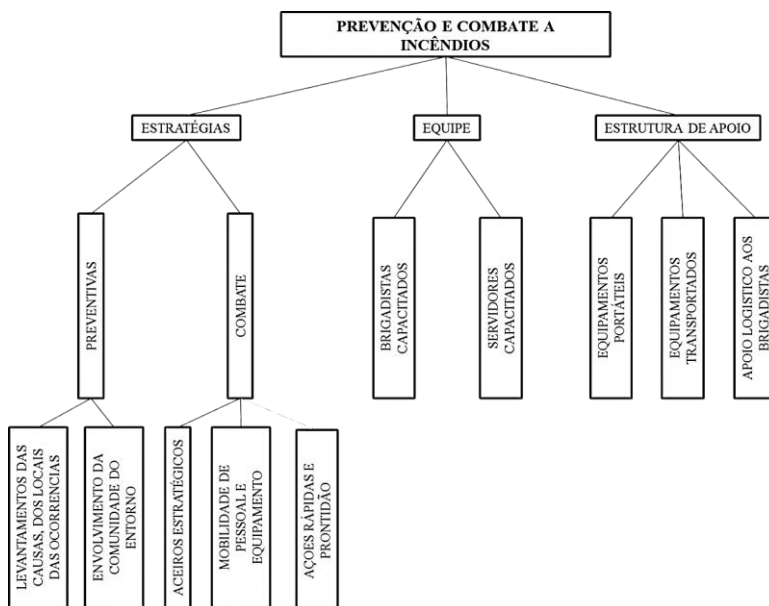 PREVENÇÃO E COMBATE A
INCÊNDIOS
ESTRATÉGIAS
EQUIPE
ESTRUTURA DE APOIO
PREVENTIVAS
COMBATE
BRIGADISTAS
CAPACITADOS
SERVIDORES
CAPACITADOS
EQUIPAMENTOS
PORTÁTEIS
EQUIPAMENTOS
TRANSPORTADOS
APOIO LOGISTICO AOS
BRIGADISTAS
LEVANTAMENTOS DAS
CAUSAS, DOS LOCAIS
DAS OCORRENCIAS
ENVOLVIMENTO DA
COMUNIDADE DO
ENTORNO
ACEIROS ESTRATÉGICOS
MOBILIDADE DE
PESSOAL E
EQUIPAMENTO
AÇOES RÁPIDAS E
PRONTIDÃO